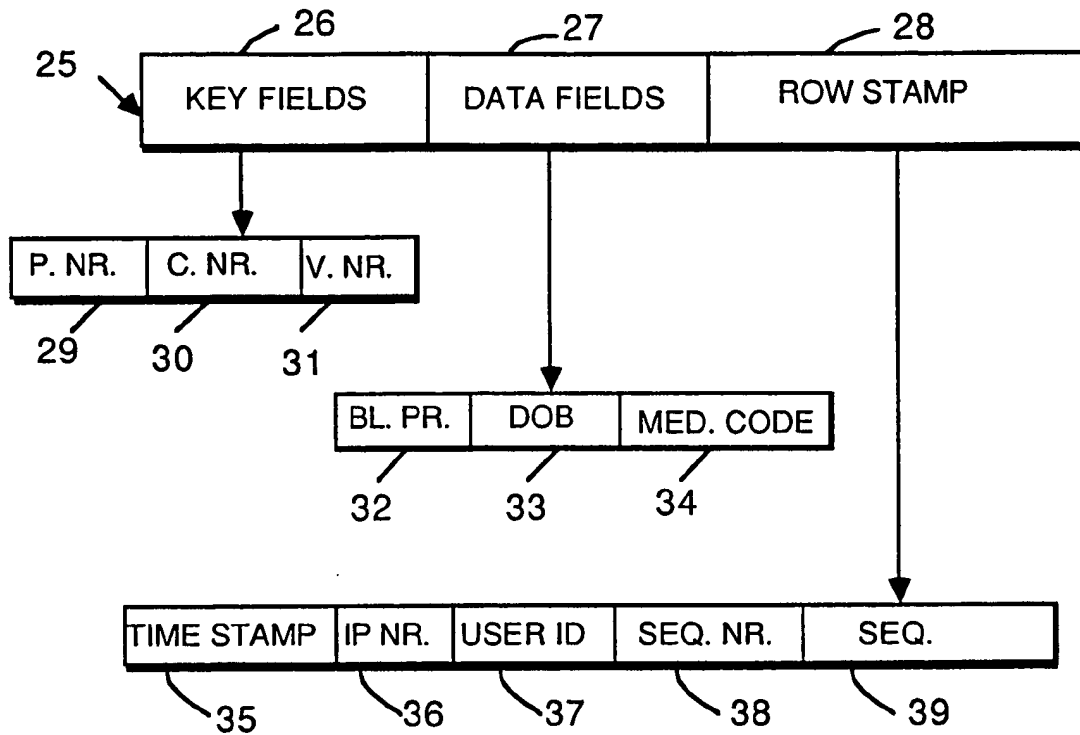 26 27 28
25
KEY FIELDS DATA FIELDS ROW STAMP
P. NR. C. NR. V. NR.
29 30 31
BL. PR. DOB MED. CODE
32 33 34
TIME STAMP IP NR. USER ID SEQ. NR. SEQ.
35 36 37 38 39